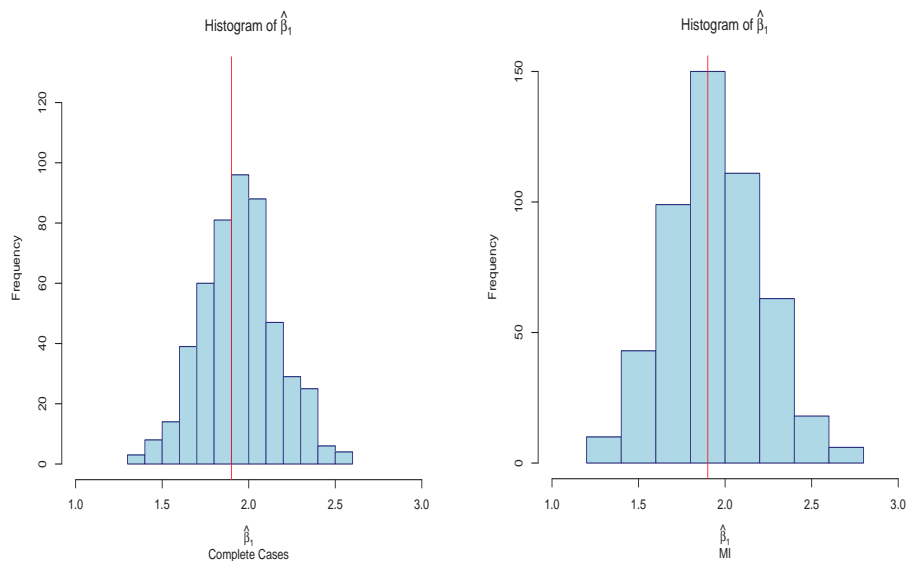 Histogram of β̂₁
Frequency
0 20 40 60 80 100 120
1.0 1.5 2.0 2.5 3.0
β̂₁
Complete Cases
Histogram of β̂₁
Frequency
0 50 100 150
1.0 1.5 2.0 2.5 3.0
β̂₁
MI